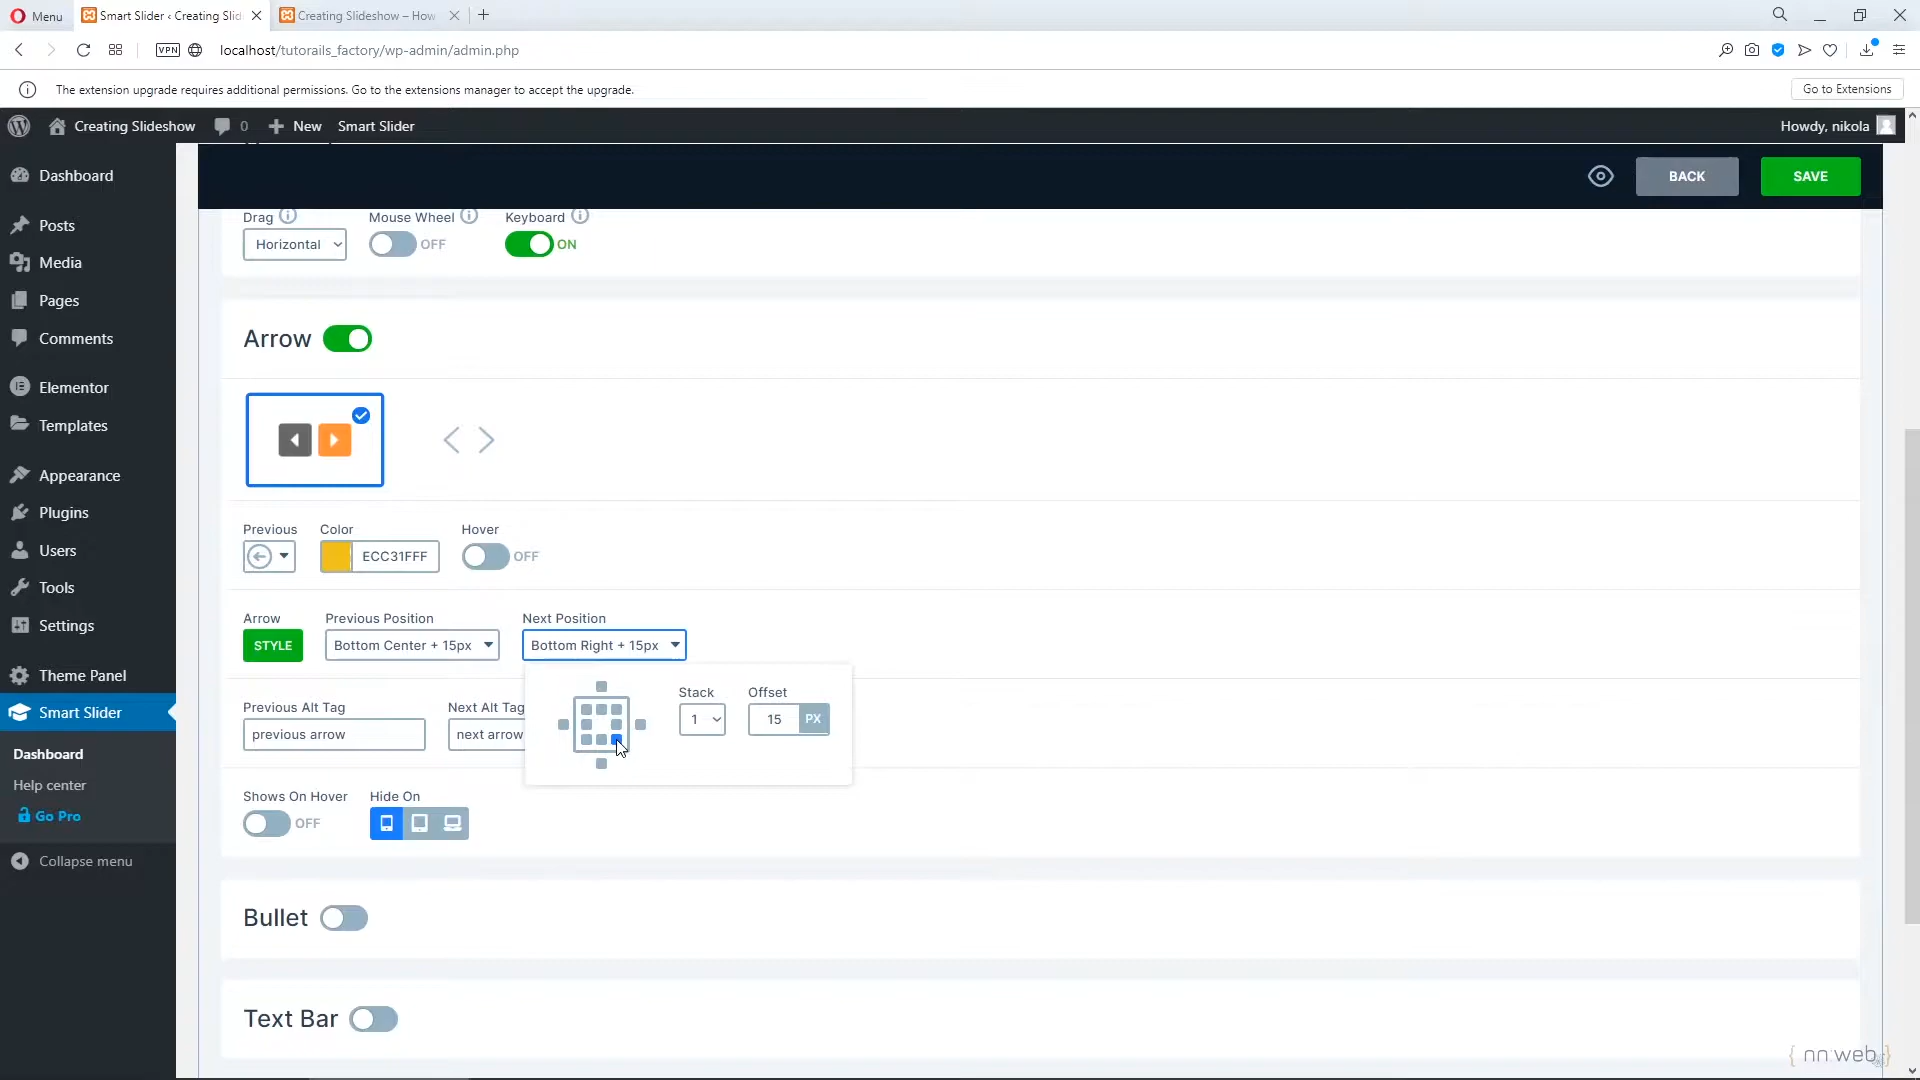 Menu
Smart Slider ‹ Creating Slid
Creating Slideshow – How
VPN
localhost/tutorails_factory/wp-admin/admin.php
The extension upgrade requires additional permissions. Go to the extensions manager to accept the upgrade.
Go to Extensions
Creating Slideshow
0
New
Smart Slider
Howdy, nikola
Dashboard
Posts
Media
Pages
Comments
Elementor
Templates
Appearance
Plugins
Users
Tools
Settings
Theme Panel
Smart Slider
Dashboard
Help center
Go Pro
Collapse menu
BACK
SAVE
Drag
Mouse Wheel
Keyboard
Horizontal
OFF
ON
Arrow
Previous
Color
Hover
ECC31FFF
OFF
Arrow
Previous Position
Next Position
STYLE
Bottom Center + 15px
Bottom Right + 15px
Stack
Offset
1
15
PX
Previous Alt Tag
Next Alt Tag
previous arrow
next arrow
Shows On Hover
Hide On
OFF
Bullet
Text Bar
{ nn:web }